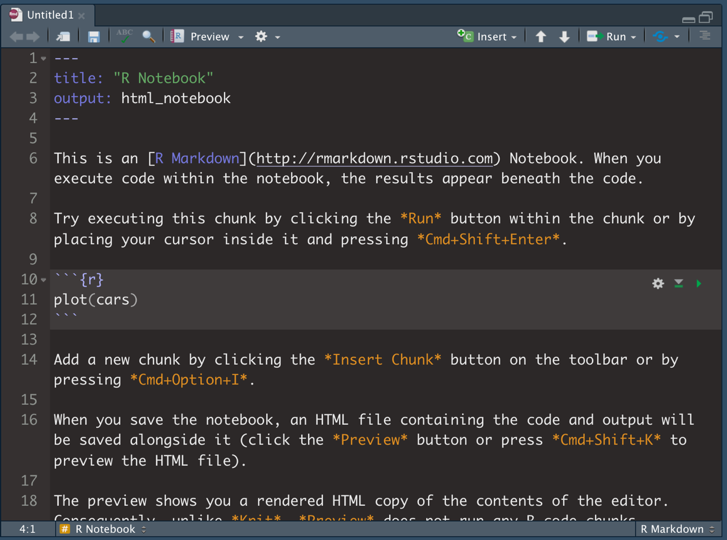 Untitled1
ABC Preview Insert Run
1 ---
2 title: "R Notebook"
3 output: html_notebook
4 ---
5
6 This is an [R Markdown](http://rmarkdown.rstudio.com) Notebook. When you
execute code within the notebook, the results appear beneath the code.
7
8 Try executing this chunk by clicking the *Run* button within the chunk or by
placing your cursor inside it and pressing *Cmd+Shift+Enter*.
9
10 ```{r}
11 plot(cars)
12 ```
13
14 Add a new chunk by clicking the *Insert Chunk* button on the toolbar or by
pressing *Cmd+Option+I*.
15
16 When you save the notebook, an HTML file containing the code and output will
be saved alongside it (click the *Preview* button or press *Cmd+Shift+K* to
preview the HTML file).
17
18 The preview shows you a rendered HTML copy of the contents of the editor.
Consequently, unlike *Knit*, *Preview* does not run any R code chunks.
4:1 # R Notebook R Markdown